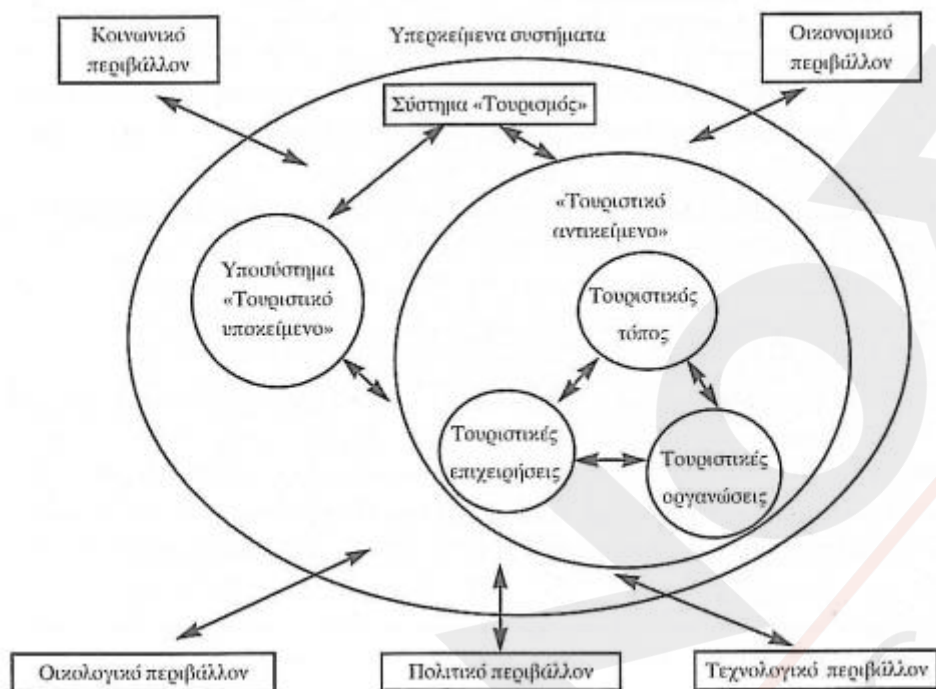 Κοινωνικό
περιβάλλον
Υπερκείμενα συστήματα
Οικονομικό
περιβάλλον
Σύστημα «Τουρισμός»
«Τουριστικό
αντικείμενο»
Υποσύστημα
«Τουριστικό
υποκείμενο»
Τουριστικός
τόπος
Τουριστικές
επιχειρήσεις
Τουριστικές
οργανώσεις
Οικολογικό περιβάλλον
Πολιτικό περιβάλλον
Τεχνολογικό περιβάλλον